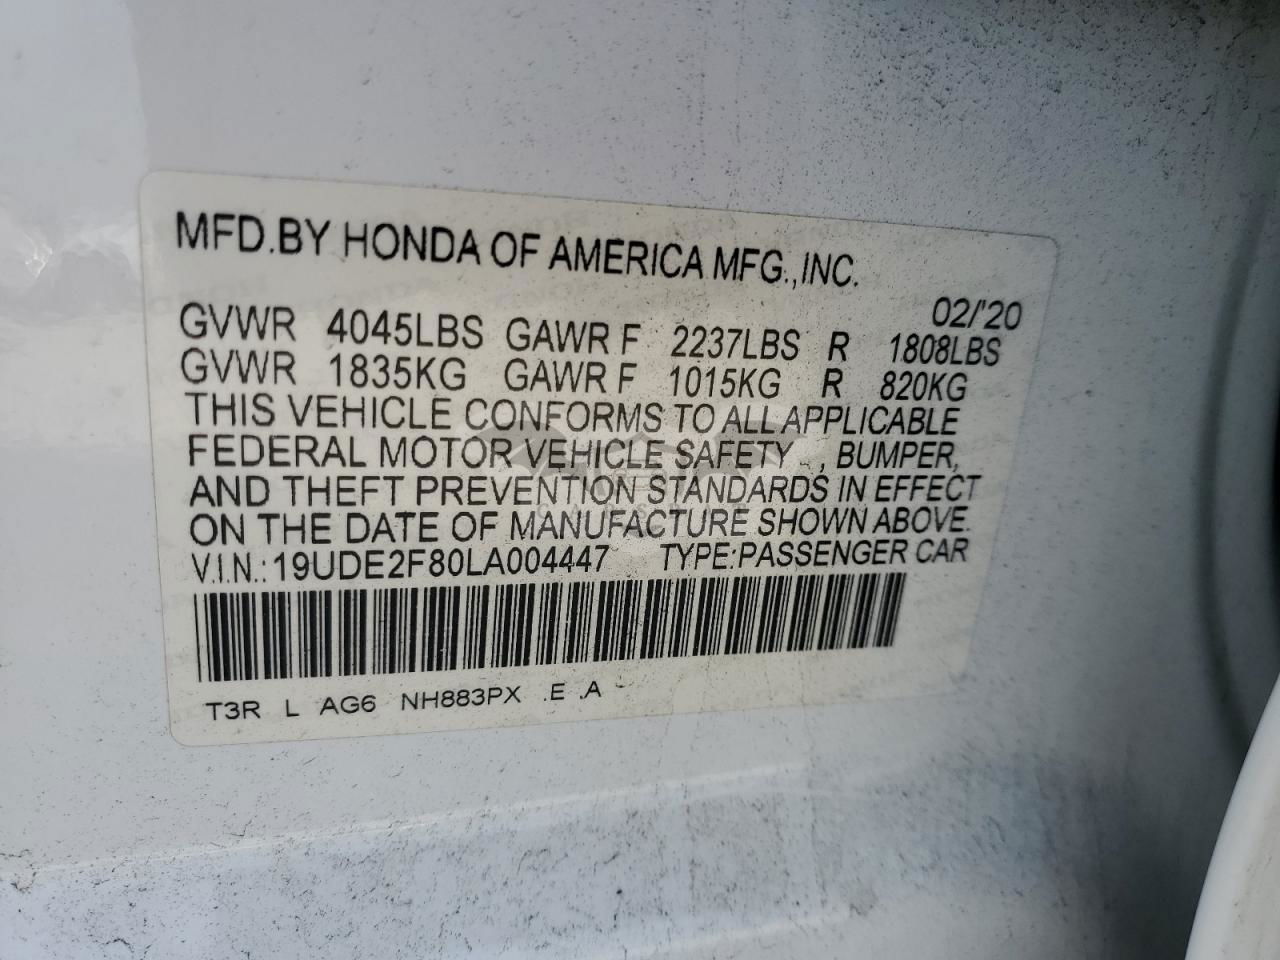 MFD.BY HONDA OF AMERICA MFG.,INC.
02/'20
GVWR 4045LBS GAWR F 2237LBS R 1808LBS
GVWR 1835KG GAWR F 1015KG R 820KG
THIS VEHICLE CONFORMS TO ALL APPLICABLE
FEDERAL MOTOR VEHICLE SAFETY , BUMPER,
AND THEFT PREVENTION STANDARDS IN EFFECT
ON THE DATE OF MANUFACTURE SHOWN ABOVE.
V.I.N.:19UDE2F80LA004447 TYPE:PASSENGER CAR
T3R L AG6 NH883PX .E .A